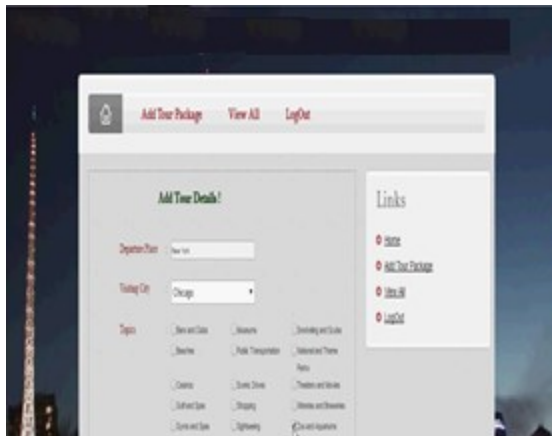 Add Tour Package View All LogOut
Add Tour Details !
Links
Departure Place New York
Home
Add Tour Package
Visiting City Chicago
View All
LogOut
Topics Bars and Clubs Museums Snorkeling and Scuba
Beaches Public Transportation National and Theme
Parks
Casinos Scenic Drives Theaters and Movies
Golf and Spas Shopping Wineries and Breweries
Gyms and Spas Sightseeing Zoo and Aquariums